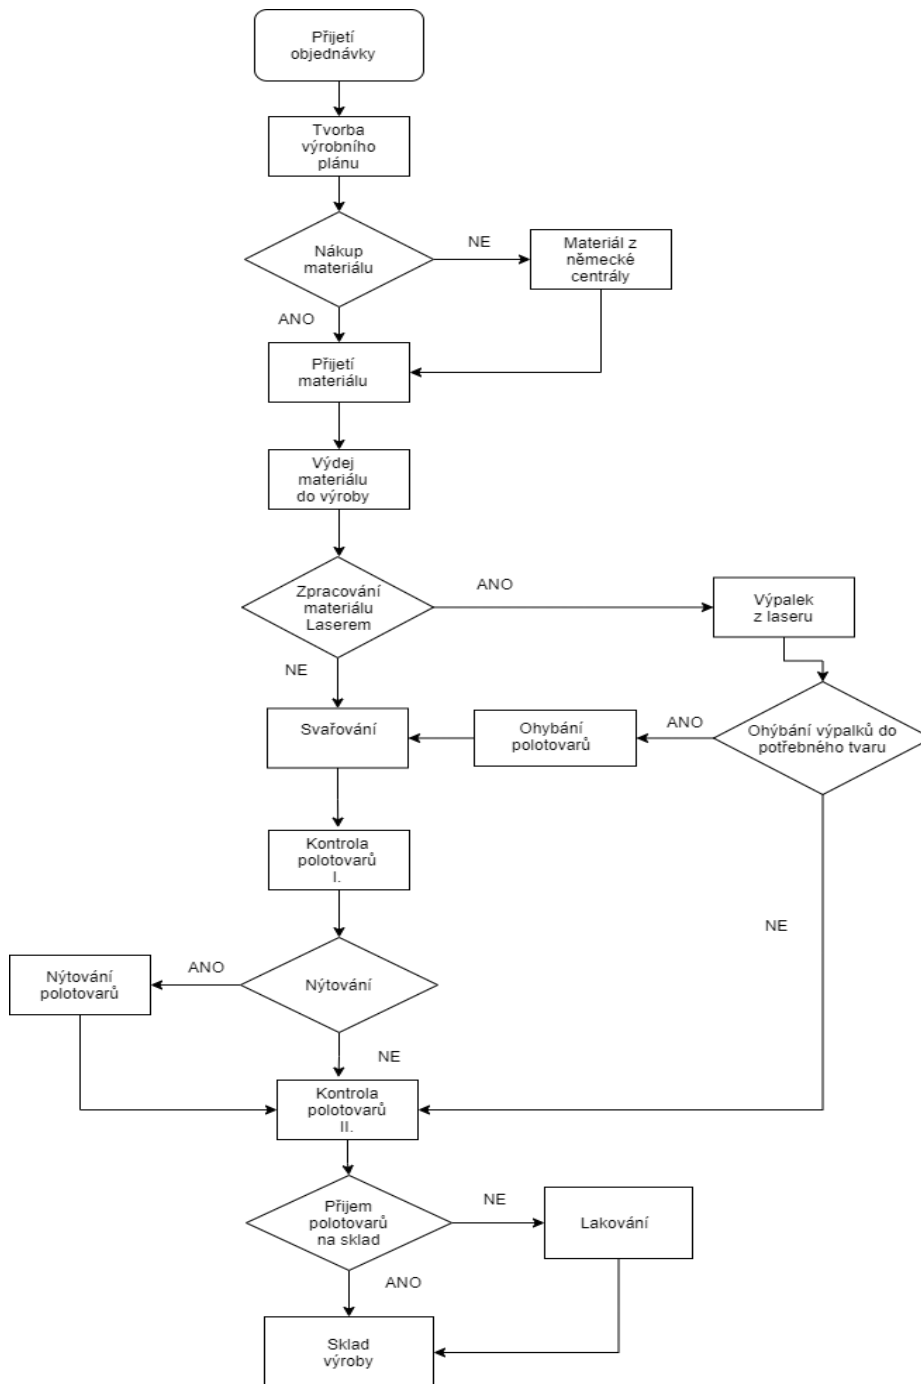 Přijetí
objednávky
Tvorba
výrobního
plánu
Nákup
materiálu
NE
Materiál z
německé
centrály
ANO
Přijetí
materiálu
Výdej
materiálu
do výroby
Zpracování
materiálu
Laserem
ANO
Výpalek
z laseru
NE
Svařování
Ohybání
polotovarů
ANO
Ohýbání výpalků do
potřebného tvaru
Kontrola
polotovarů
I.
NE
Nýtování
polotovarů
ANO
Nýtování
NE
Kontrola
polotovarů
II.
Přijem
polotovarů
na sklad
NE
Lakování
ANO
Sklad
výroby